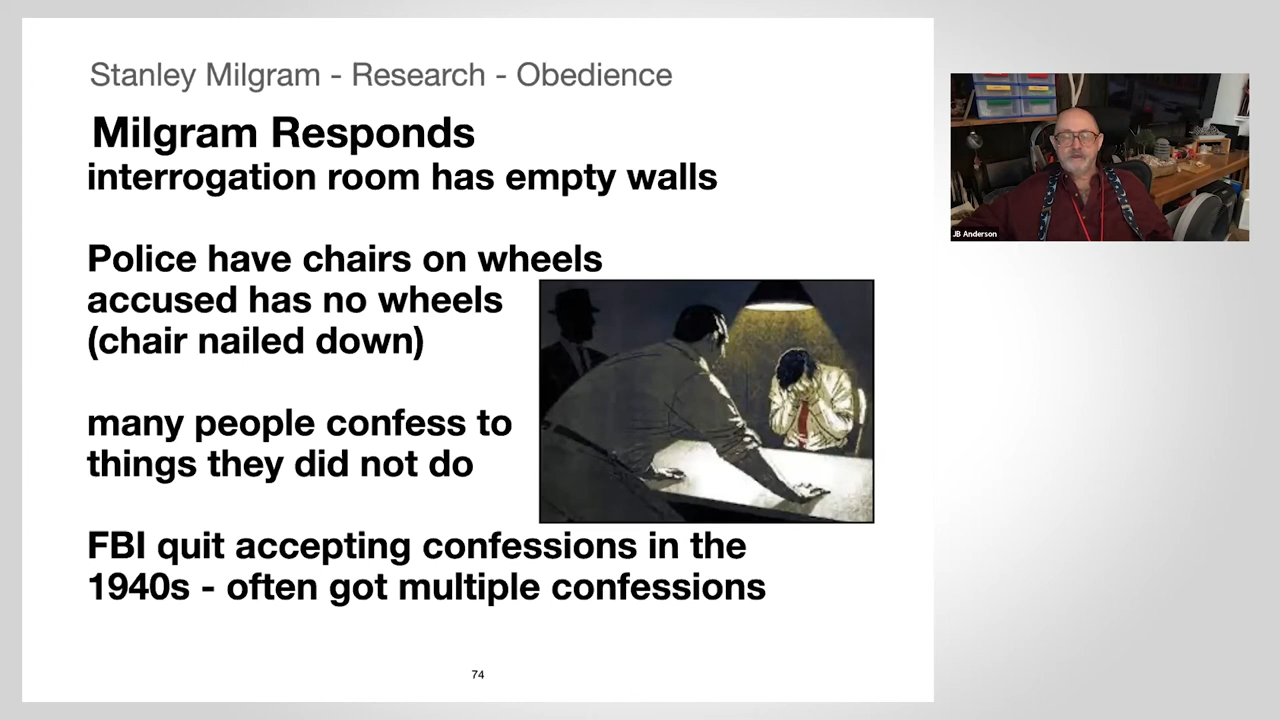 Stanley Milgram - Research - Obedience
Milgram Responds
interrogation room has empty walls
Police have chairs on wheels
accused has no wheels
(chair nailed down)
many people confess to
things they did not do
FBI quit accepting confessions in the
1940s - often got multiple confessions
74
JB Anderson